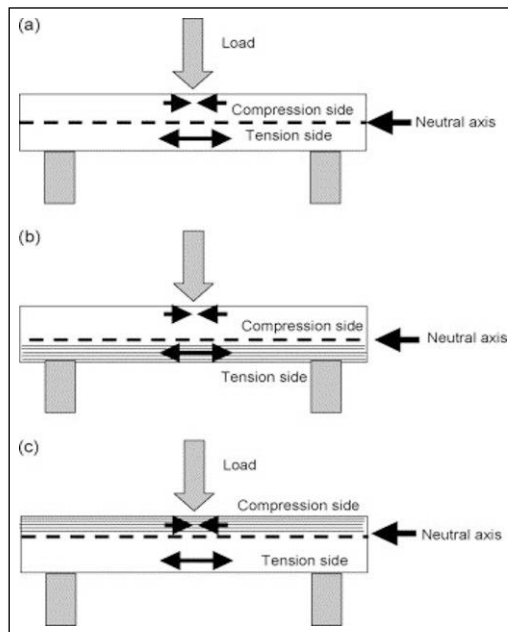 (a)
Load
Compression side
Neutral axis
Tension side
(b)
Compression side
Neutral axis
Tension side
(c)
Load
Compression side
Neutral axis
Tension side